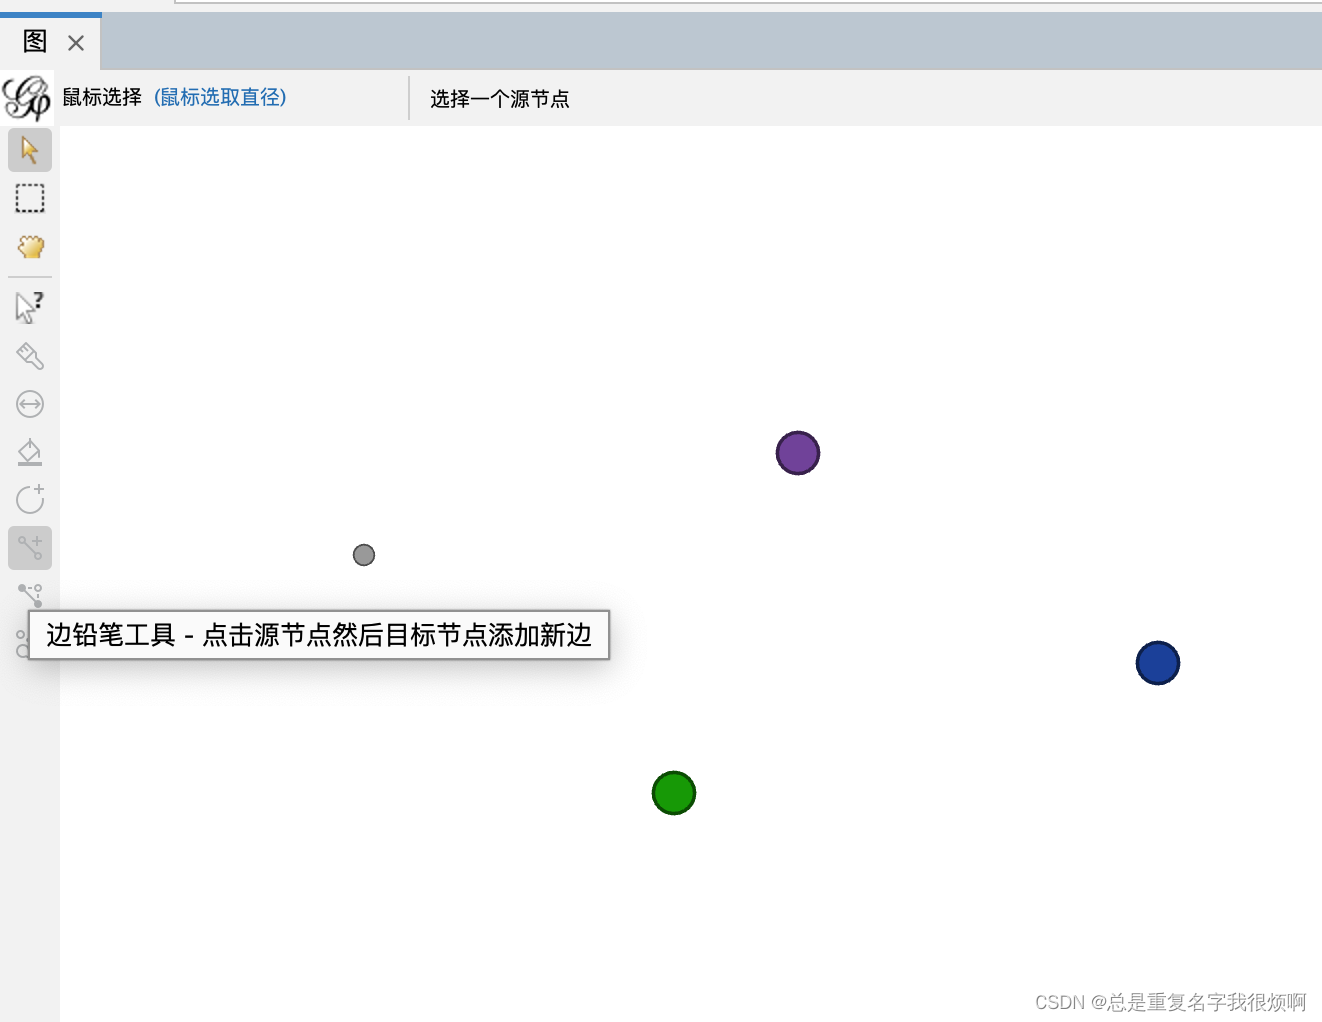 图
鼠标选择 (鼠标选取直径) 选择一个源节点
边铅笔工具 - 点击源节点然后目标节点添加新边
CSDN @总是重复名字我很烦啊